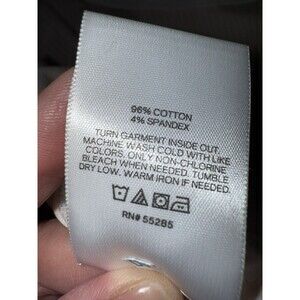 96% COTTON
4% SPANDEX
TURN GARMENT INSIDE OUT.
MACHINE WASH COLD WITH LIKE
COLORS. ONLY NON-CHLORINE
BLEACH WHEN NEEDED. TUMBLE
DRY LOW. WARM IRON IF NEEDED.
RN# 55285